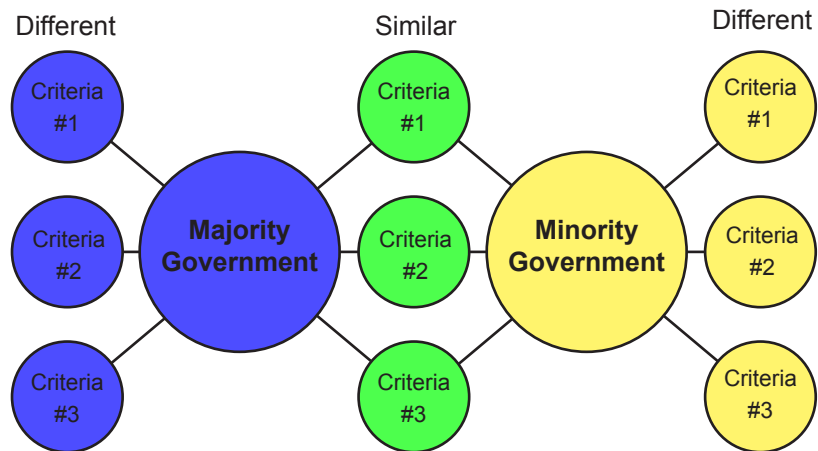 Different
Similar
Different
Criteria
#1
Criteria
#1
Criteria
#1
Majority
Government
Minority
Government
Criteria
#2
Criteria
#2
Criteria
#2
Criteria
#3
Criteria
#3
Criteria
#3